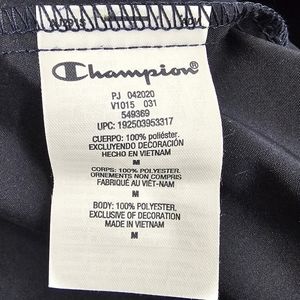 Champion®
PJ 042020
V1015 031
549369
UPC: 192503953317
CUERPO: 100% poliéster.
EXCLUYENDO DECORACIÓN
HECHO EN VIETNAM
M
CORPS: 100% POLYESTER.
ORNEMENTS NON COMPRIS
FABRIQUÉ AU VIÊT-NAM
M
BODY: 100% POLYESTER.
EXCLUSIVE OF DECORATION
MADE IN VIETNAM
M